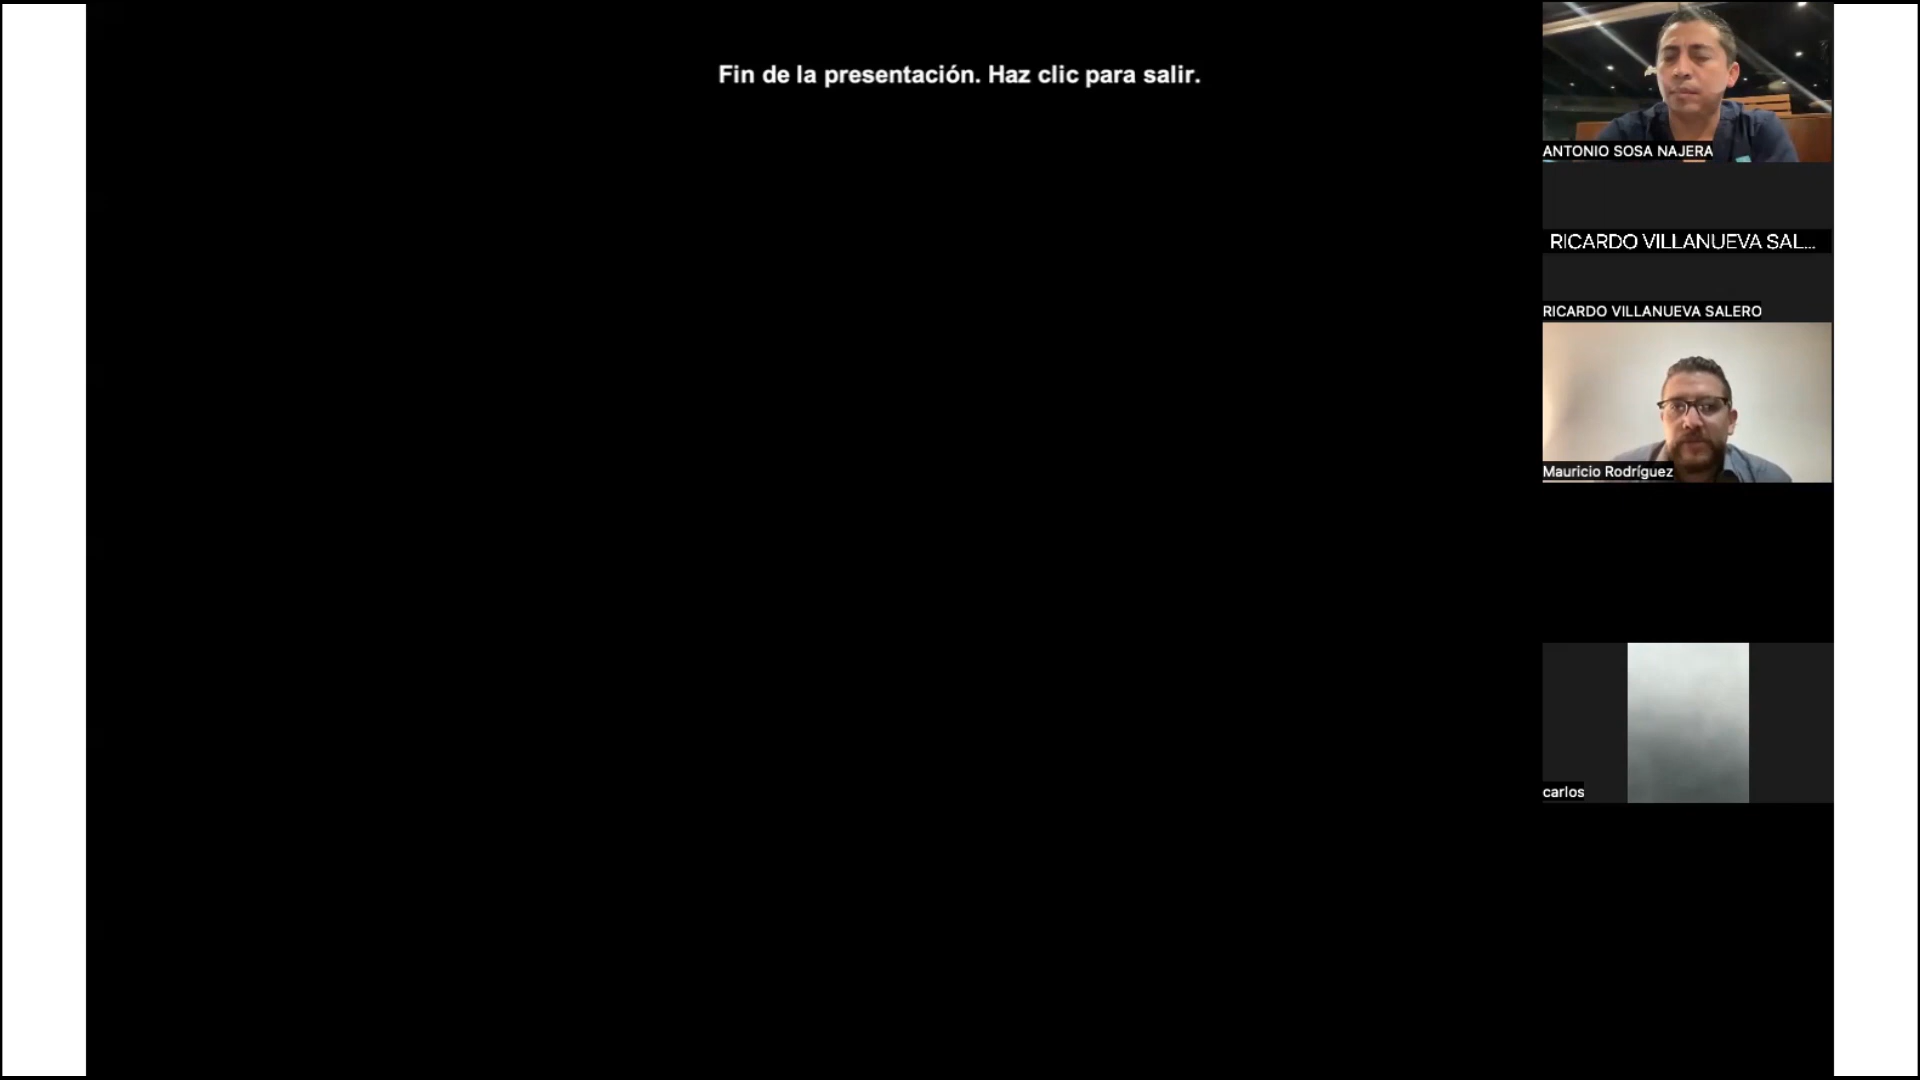 Fin de la presentación. Haz clic para salir.
ANTONIO SOSA NAJERA
RICARDO VILLANUEVA SAL...
RICARDO VILLANUEVA SALERO
Mauricio Rodríguez
carlos